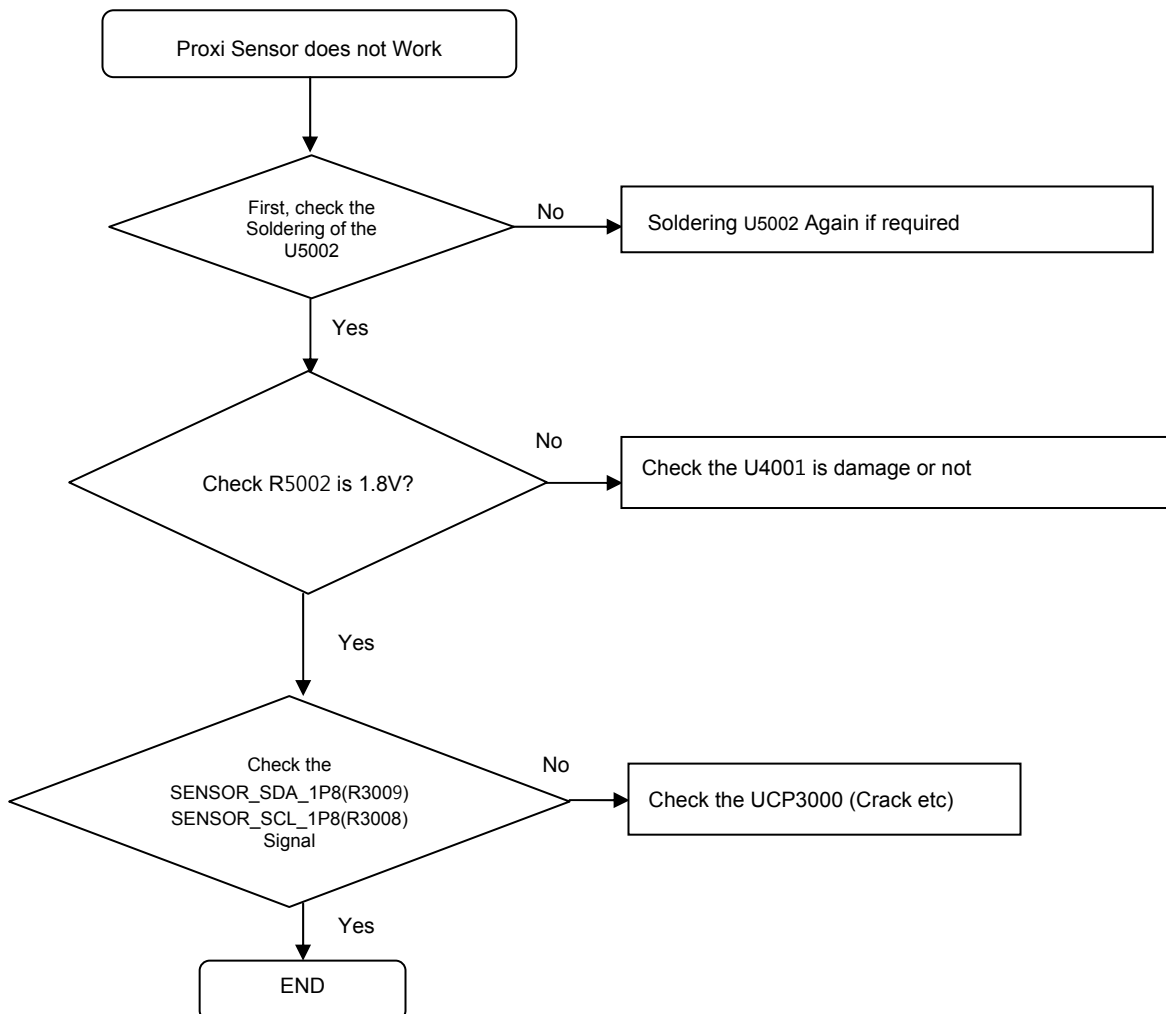 Proxi Sensor does not Work
First, check the
Soldering of the
U5002
No
Soldering U5002 Again if required
Yes
No
Check R5002 is 1.8V?
Check the U4001 is damage or not
Yes
Check the
SENSOR_SDA_1P8(R3009)
SENSOR_SCL_1P8(R3008)
Signal
No
Check the UCP3000 (Crack etc)
Yes
END